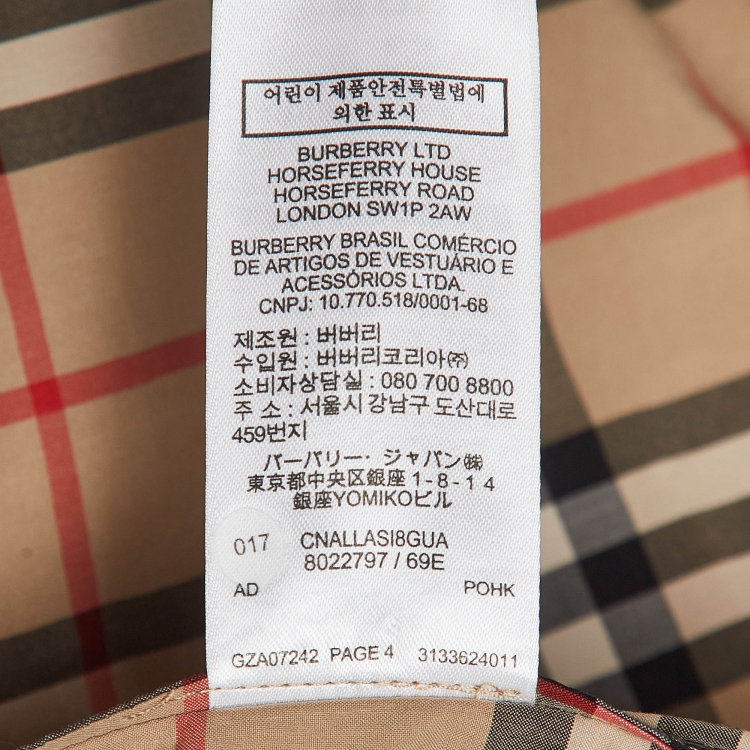 어린이 제품안전특별법에
의한 표시
BURBERRY LTD
HORSEFERRY HOUSE
HORSEFERRY ROAD
LONDON SW1P 2AW
BURBERRY BRASIL COMÉRCIO
DE ARTIGOS DE VESTUÁRIO E
ACESSÓRIOS LTDA.
CNPJ: 10.770.518/0001-68
제조원 : 버버리
수입원 : 버버리코리아㈜
소비자상담실 : 080 700 8800
주 소 : 서울시 강남구 도산대로
459번지
バーバリー・ジャパン㈱
東京都中央区銀座 1-8-1 4
銀座YOMIKOビル
017 CNALLASI8GUA
8022797 / 69E
AD POHK
GZA07242 PAGE 4 3133624011